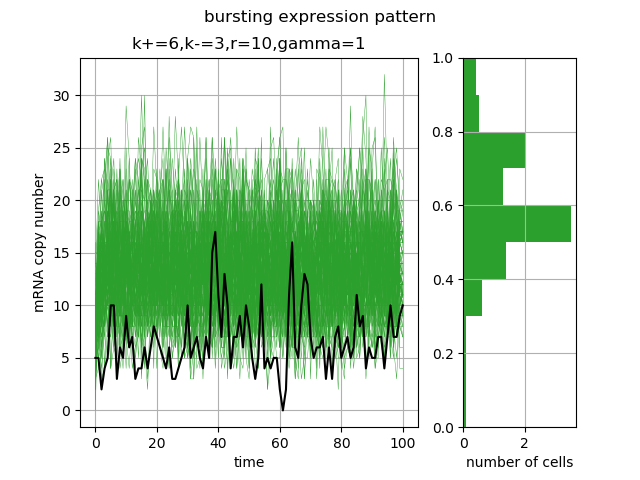 bursting expression pattern
k+=6,k-=3,r=10,gamma=1
mRNA copy number
30
25
20
15
10
5
0
0 20 40 60 80 100
time
1.0
0.8
0.6
0.4
0.2
0.0
0 2
number of cells